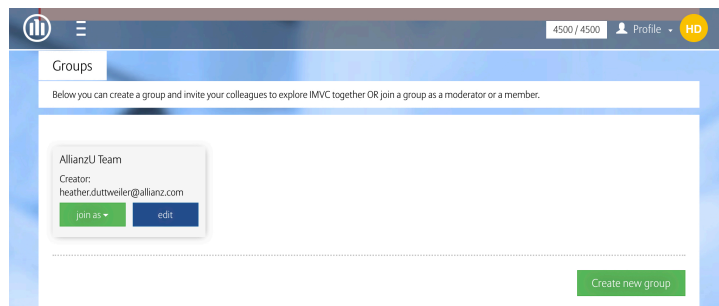 4500 / 4500 Profile HD
Groups
Below you can create a group and invite your colleagues to explore IMVC together OR join a group as a moderator or a member.
AllianzU Team
Creator:
heather.duttweiler@allianz.com
join as edit
Create new group